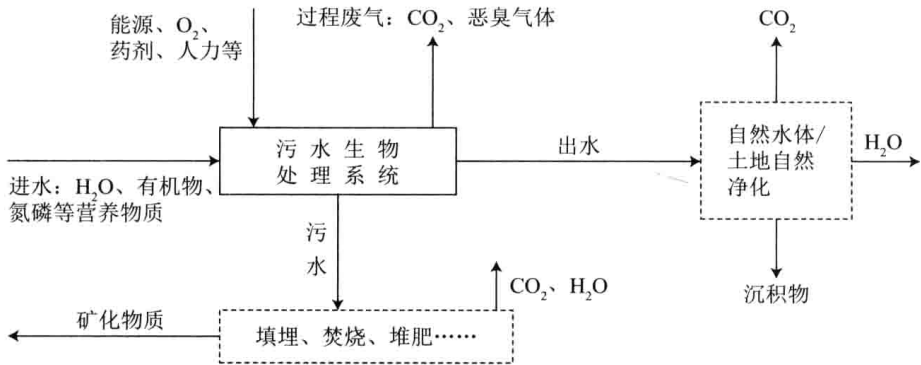 能源、O₂、
药剂、人力等
过程废气：CO₂、恶臭气体
CO₂
污水生物
处理系统
出水
自然水体/
土地自然
净化
H₂O
进水：H₂O、有机物、
氮磷等营养物质
污
水
CO₂、H₂O
沉积物
矿化物质
填埋、焚烧、堆肥……